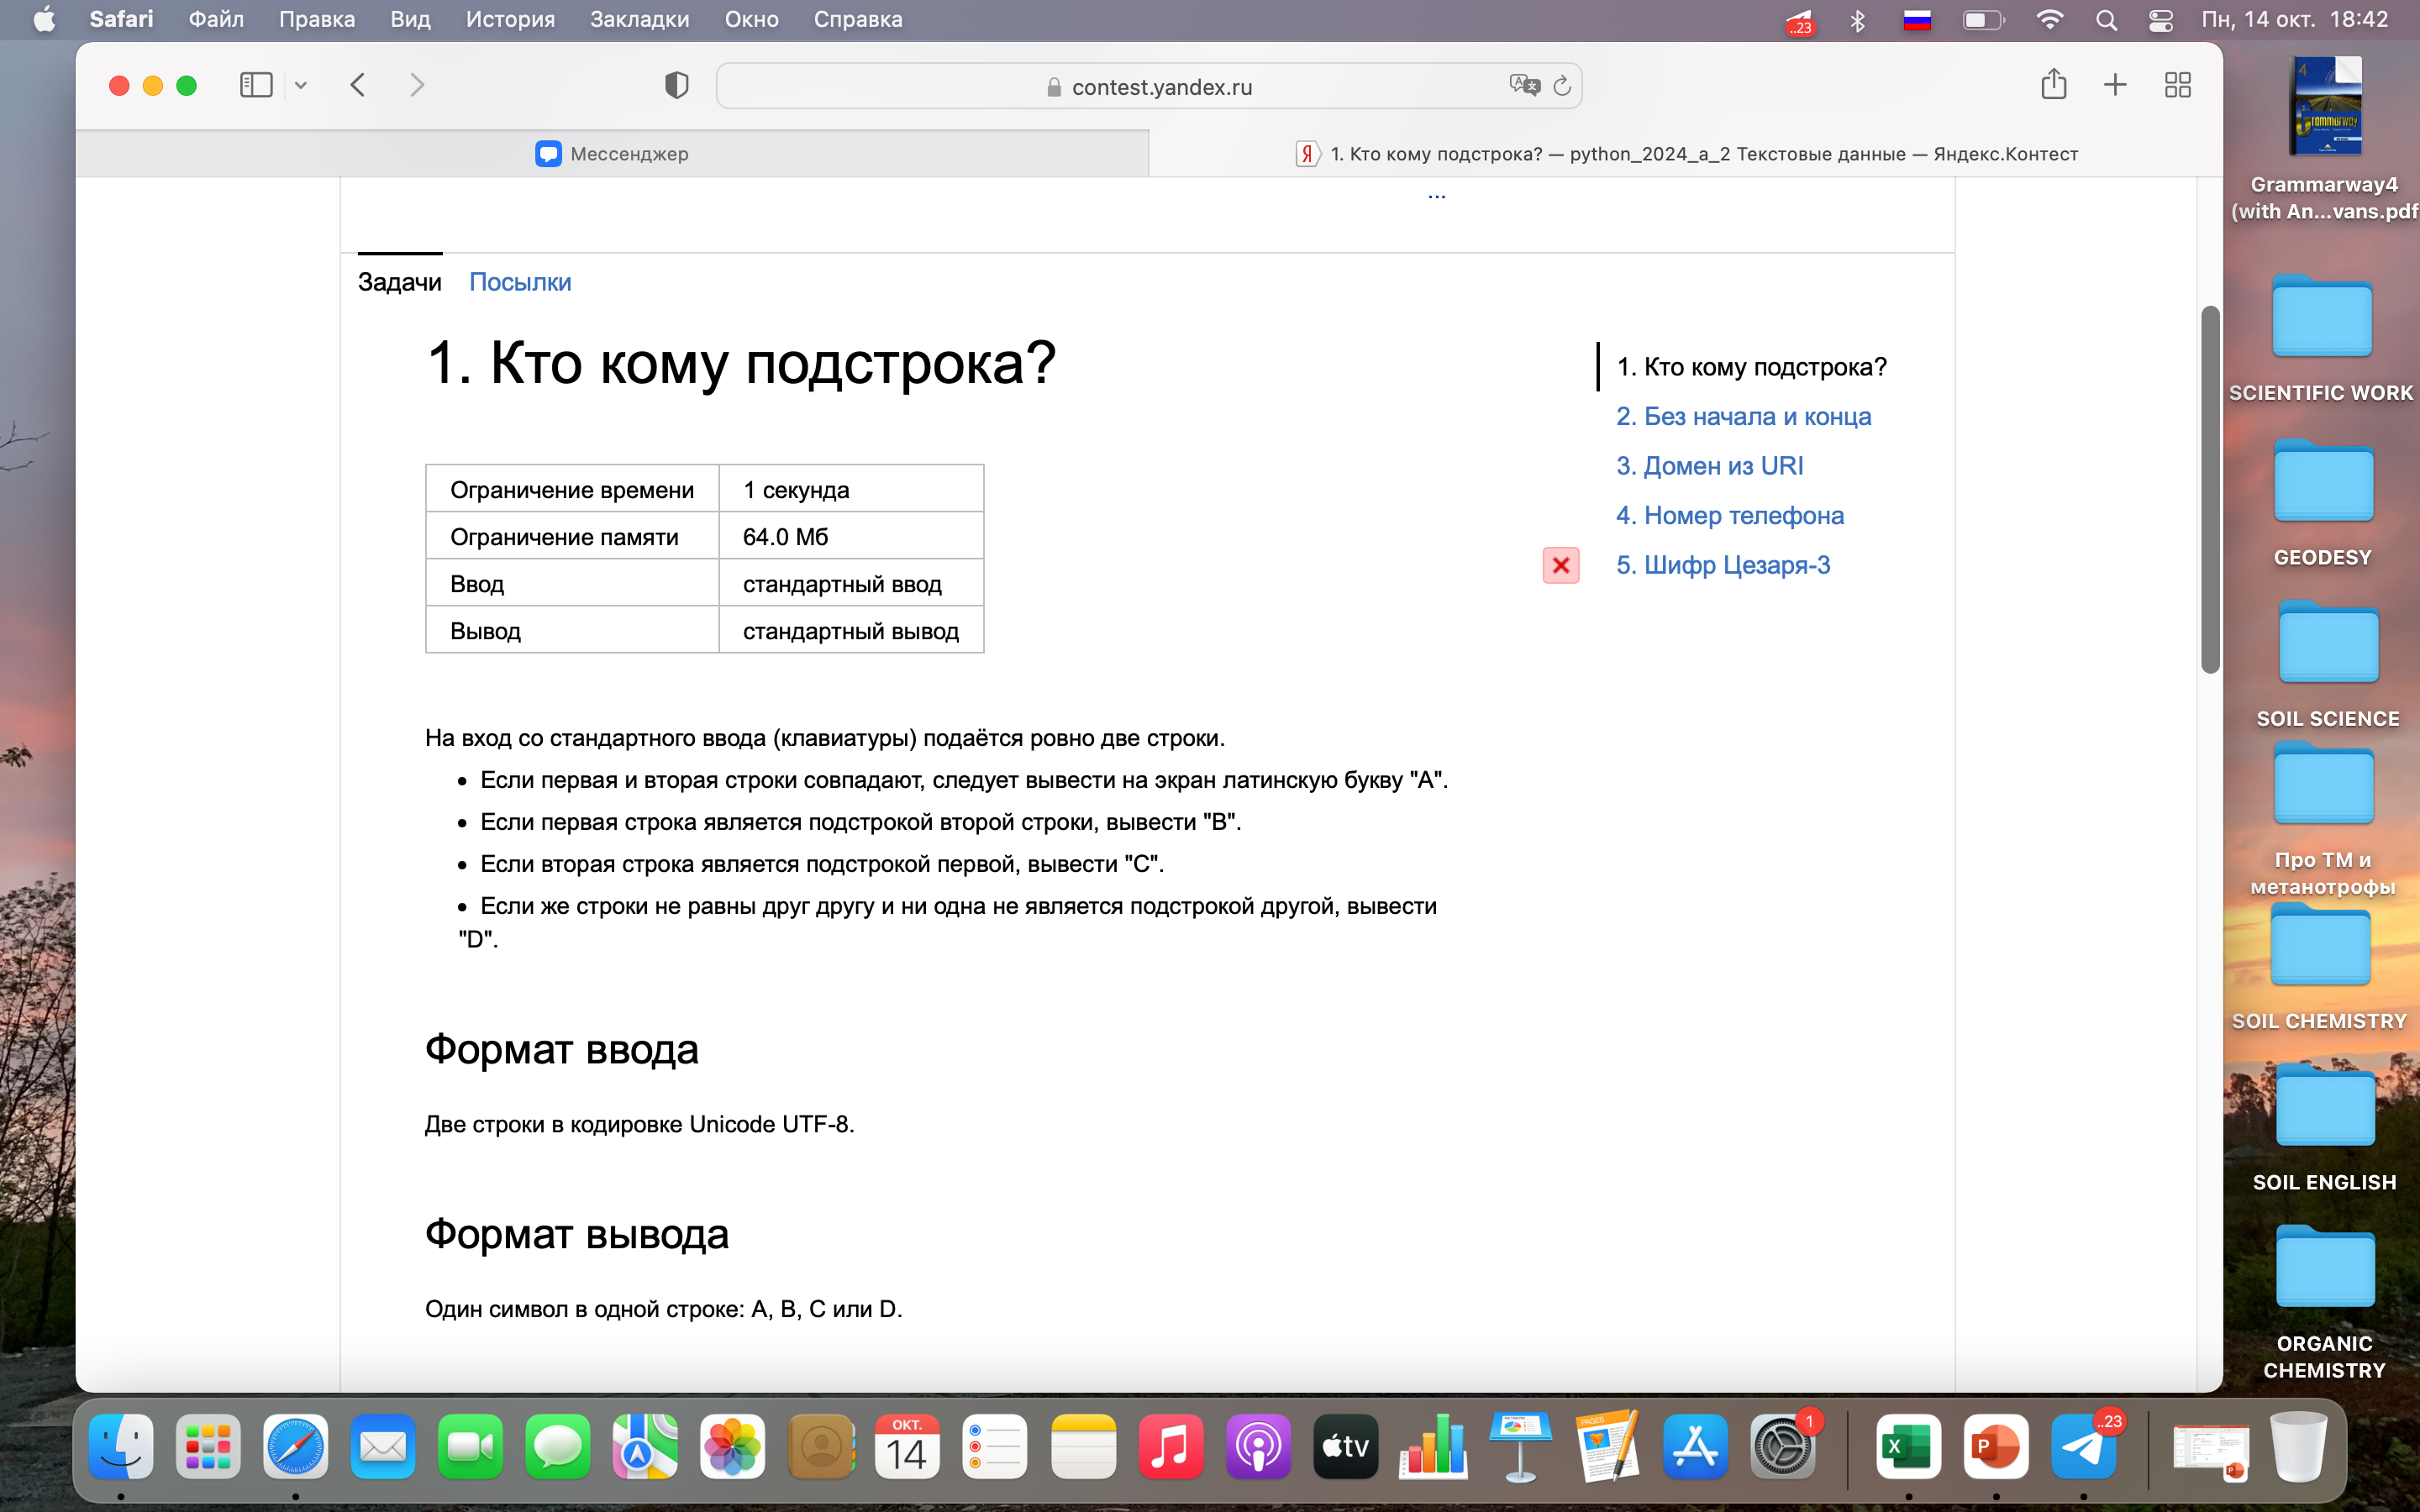 Safari Файл Правка Вид История Закладки Окно Справка ..23 Пн, 14 окт. 18:42
contest.yandex.ru
Мессенджер
Я 1. Кто кому подстрока? — python_2024_a_2 Текстовые данные — Яндекс.Контест
...
Задачи Посылки
1. Кто кому подстрока?
Ограничение времени 1 секунда
Ограничение памяти 64.0 Мб
Ввод стандартный ввод
Вывод стандартный вывод
На вход со стандартного ввода (клавиатуры) подаётся ровно две строки.
• Если первая и вторая строки совпадают, следует вывести на экран латинскую букву "A".
• Если первая строка является подстрокой второй строки, вывести "B".
• Если вторая строка является подстрокой первой, вывести "C".
• Если же строки не равны друг другу и ни одна не является подстрокой другой, вывести
"D".
Формат ввода
Две строки в кодировке Unicode UTF-8.
Формат вывода
Один символ в одной строке: A, B, C или D.
1. Кто кому подстрока?
2. Без начала и конца
3. Домен из URI
4. Номер телефона
5. Шифр Цезаря-3
4
Grammarway
Grammarway4
(with An...vans.pdf
SCIENTIFIC WORK
GEODESY
SOIL SCIENCE
Про ТМ и
метанотрофы
SOIL CHEMISTRY
SOIL ENGLISH
ORGANIC
CHEMISTRY
ОКТ.
14
tv
KEYNOTE
PAGES
1
X
P
..23
P